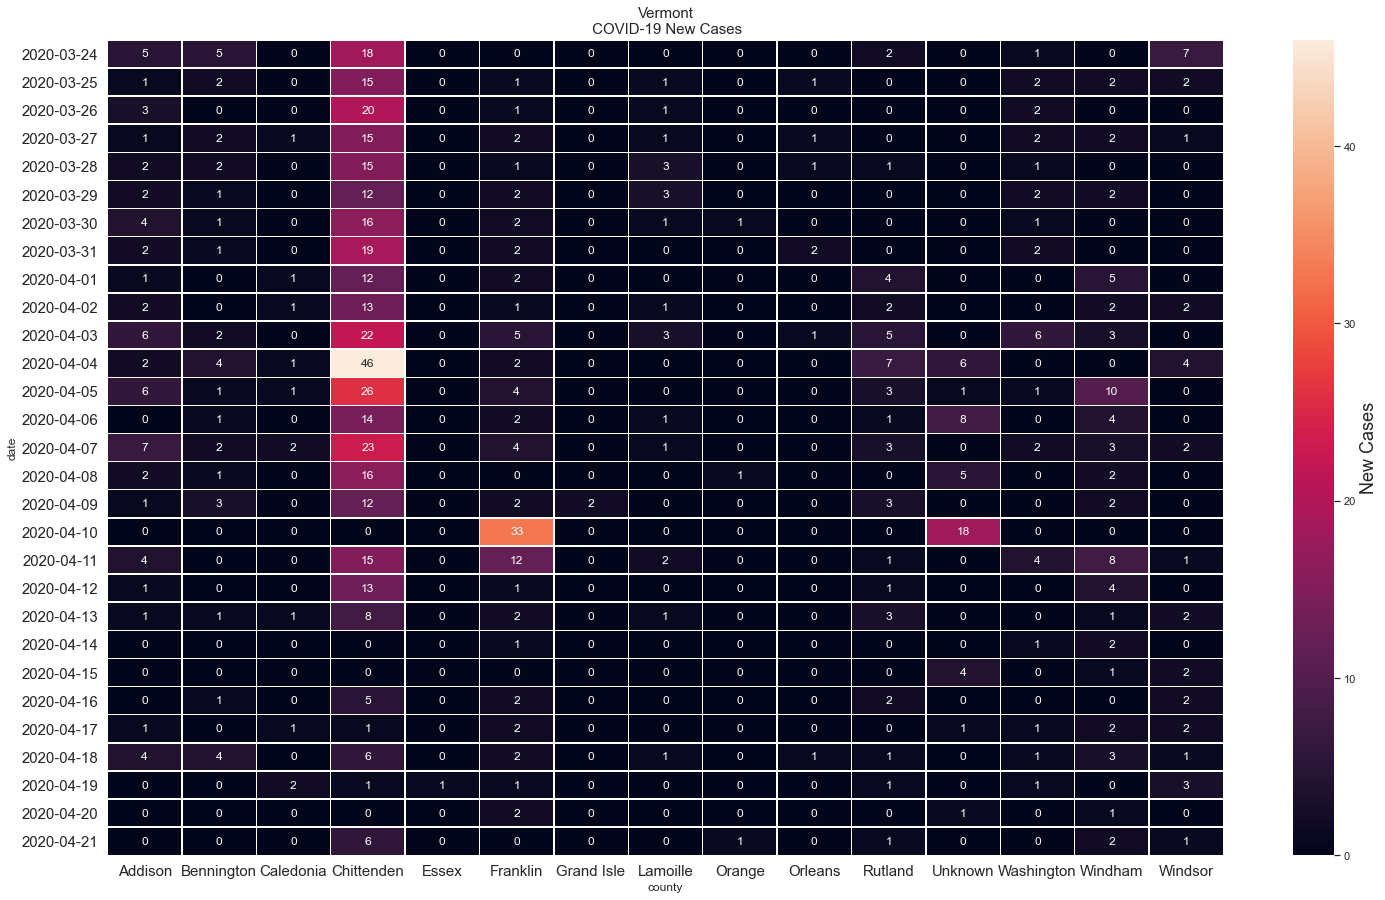 Vermont
COVID-19 New Cases
2020-03-24 5 5 0 18 0 0 0 0 0 0 2 0 1 0 7
2020-03-25 1 2 0 15 0 1 0 1 0 1 0 0 2 2 2
2020-03-26 3 0 0 20 0 1 0 1 0 0 0 0 2 0 0
2020-03-27 1 2 1 15 0 2 0 1 0 1 0 0 2 2 1
2020-03-28 2 2 0 15 0 1 0 3 0 1 1 0 1 0 0
2020-03-29 2 1 0 12 0 2 0 3 0 0 0 0 2 2 0
2020-03-30 4 1 0 16 0 2 0 1 1 0 0 0 1 0 0
2020-03-31 2 1 0 19 0 2 0 0 0 2 0 0 2 0 0
2020-04-01 1 0 1 12 0 2 0 0 0 0 4 0 0 5 0
2020-04-02 2 0 1 13 0 1 0 1 0 0 2 0 0 2 2
2020-04-03 6 2 0 22 0 5 0 3 0 1 5 0 6 3 0
2020-04-04 2 4 1 46 0 2 0 0 0 0 7 6 0 0 4
2020-04-05 6 1 1 26 0 4 0 0 0 0 3 1 1 10 0
2020-04-06 0 1 0 14 0 2 0 1 0 0 1 8 0 4 0
2020-04-07 7 2 2 23 0 4 0 1 0 0 3 0 2 3 2
2020-04-08 2 1 0 16 0 0 0 0 1 0 0 5 0 2 0
2020-04-09 1 3 0 12 0 2 2 0 0 0 3 0 0 2 0
2020-04-10 0 0 0 0 0 33 0 0 0 0 0 18 0 0 0
2020-04-11 4 0 0 15 0 12 0 2 0 0 1 0 4 8 1
2020-04-12 1 0 0 13 0 1 0 0 0 0 1 0 0 4 0
2020-04-13 1 1 1 8 0 2 0 1 0 0 3 0 0 1 2
2020-04-14 0 0 0 0 0 1 0 0 0 0 0 0 1 2 0
2020-04-15 0 0 0 0 0 0 0 0 0 0 0 4 0 1 2
2020-04-16 0 1 0 5 0 2 0 0 0 0 2 0 0 0 2
2020-04-17 1 0 1 1 0 2 0 0 0 0 0 1 1 2 2
2020-04-18 4 4 0 6 0 2 0 1 0 1 1 0 1 3 1
2020-04-19 0 0 2 1 1 1 0 0 0 0 1 0 1 0 3
2020-04-20 0 0 0 0 0 2 0 0 0 0 0 1 0 1 0
2020-04-21 0 0 0 6 0 0 0 0 1 0 1 0 0 2 1
Addison Bennington Caledonia Chittenden Essex Franklin Grand Isle Lamoille Orange Orleans Rutland Unknown Washington Windham Windsor
county
date
40
30
20
10
0
New Cases